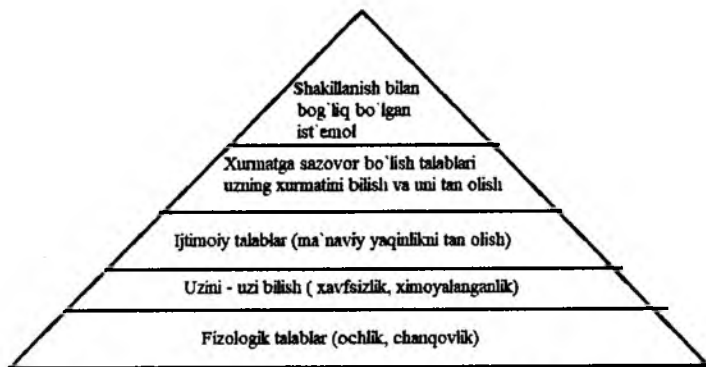 Shakillanish bilan
bog`liq bo`lgan
ist`emol
Xurmatga sazovor bo`lish talablari
uzning xurmatini bilish va uni tan olish
Ijtimoiy talablar (ma`naviy yaqinlikni tan olish)
Uzini - uzi bilish ( xavfsizlik, ximoyalanganlik)
Fizologik talablar (ochlik, chanqovlik)